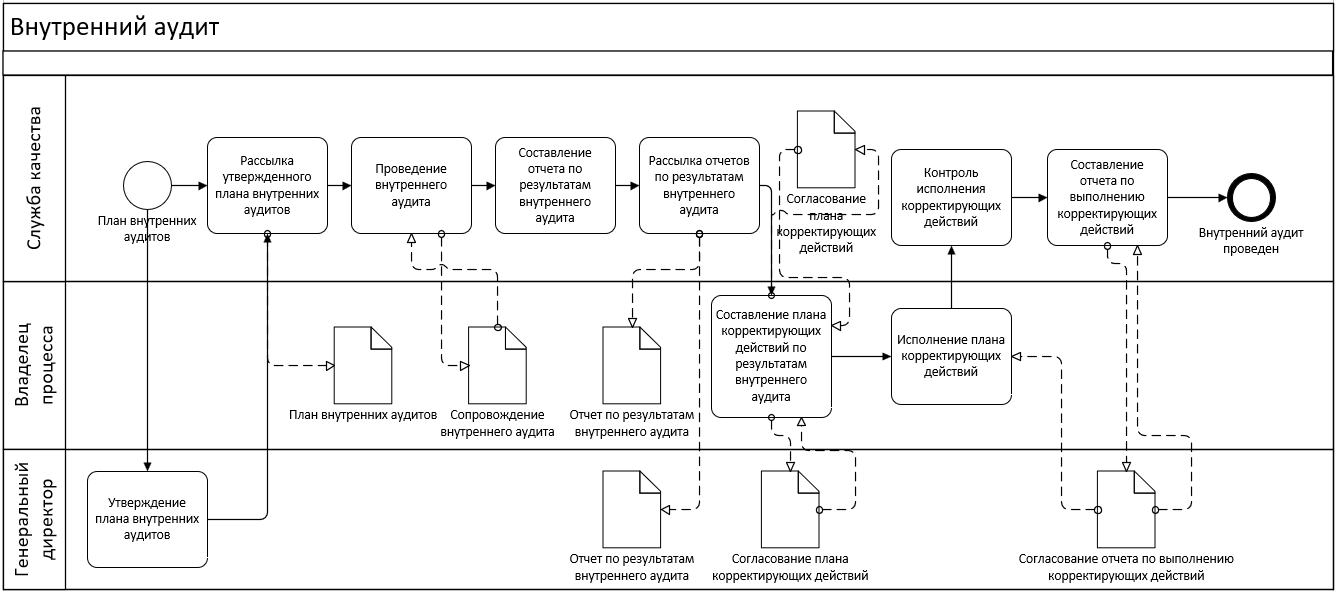 Внутренний аудит
Служба качества
План внутренних
аудитов
Рассылка
утвержденного
плана внутренних
аудитов
Проведение
внутреннего
аудита
Составление
отчета по
результатам
внутреннего
аудита
Рассылка отчетов
по результатам
внутреннего
аудита
Согласование
плана
корректирующих
действий
Контроль
исполнения
корректирующих
действий
Составление
отчета по
выполнению
корректирующих
действий
Внутренний аудит
проведен
Владелец
процесса
План внутренних аудитов
Сопровождение
внутреннего аудита
Отчет по результатам
внутреннего аудита
Составление плана
корректирующих
действий по
результатам
внутреннего
аудита
Исполнение плана
корректирующих
действий
Генеральный
директор
Утверждение
плана внутренних
аудитов
Отчет по результатам
внутреннего аудита
Согласование плана
корректирующих действий
Согласование отчета по выполнению
корректирующих действий